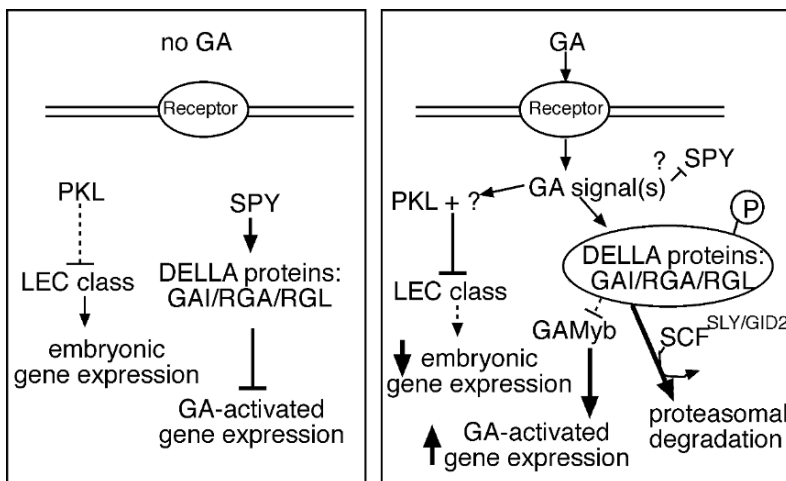 no GA
Receptor
PKL
SPY
LEC class
DELLA proteins:
GAI/RGA/RGL
embryonic
gene expression
GA-activated
gene expression
GA
Receptor
? SPY
GA signal(s)
PKL + ?
P
DELLA proteins:
GAI/RGA/RGL
LEC class
GAMyb
SCF SLY/GID2
embryonic
gene expression
proteasomal
degradation
GA-activated
gene expression